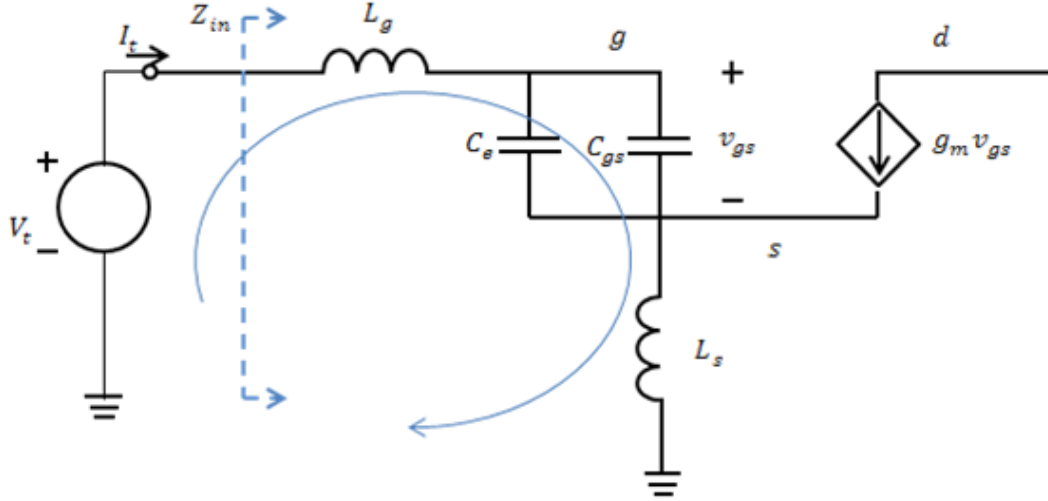 Z_in
L_g
g
d
I_t
+
C_e
C_gs
v_gs
g_m v_gs
+
V_t
−
−
s
L_s